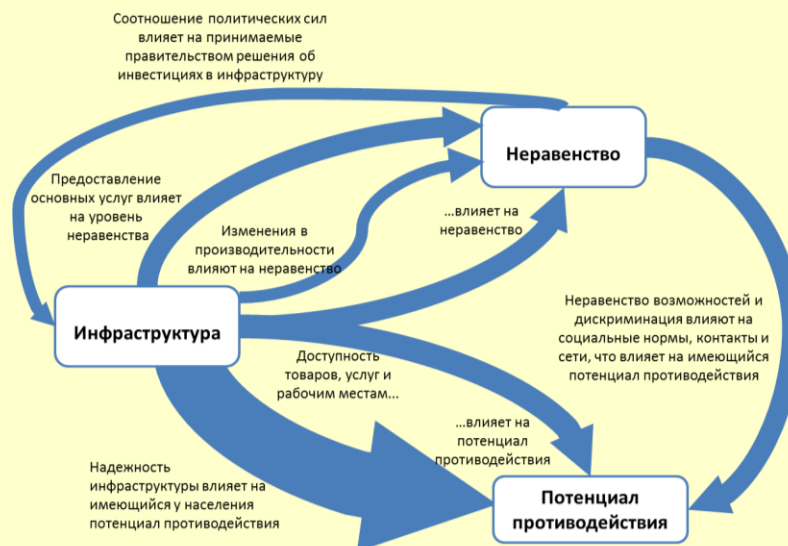 Соотношение политических сил
влияет на принимаемые
правительством решения об
инвестициях в инфраструктуру
Неравенство
Предоставление
основных услуг влияет
на уровень
неравенства
Изменения в
производительности
влияют на неравенство
...влияет на
неравенство
Инфраструктура
Неравенство возможностей и
дискриминация влияют на
социальные нормы, контакты и
сети, что влияет на имеющийся
потенциал противодействия
Доступность
товаров, услуг и
рабочим местам...
...влияет на
потенциал
противодействия
Надежность
инфраструктуры влияет на
имеющийся у населения
потенциал противодействия
Потенциал
противодействия